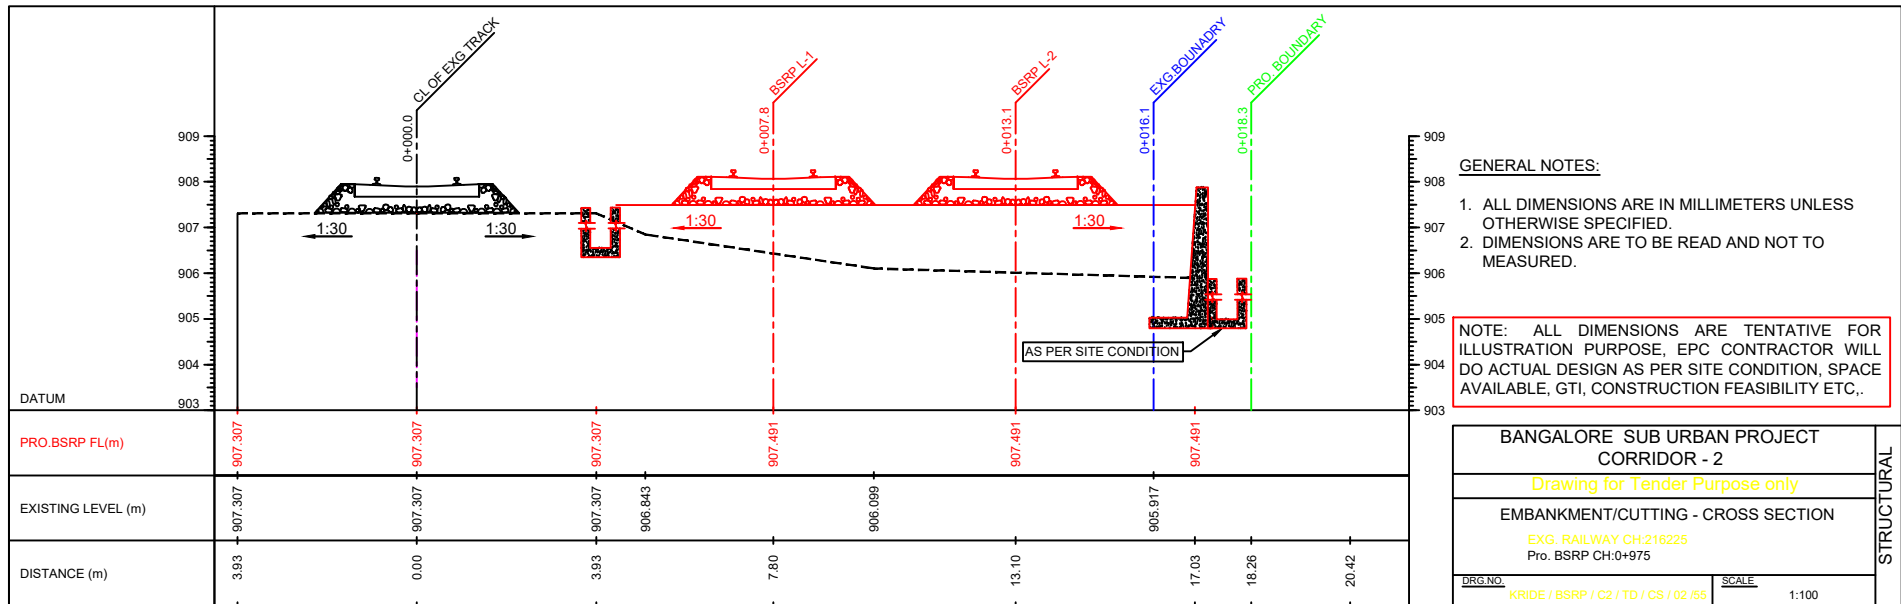 CL OF EXG TRACK
BSRP L-1
BSRP L-2
EXG.BOUNADRY
PRO. BOUNDARY
0+000.0
0+007.8
0+013.1
0+016.1
0+018.3
909
908
907
906
905
904
903
909
908
907
906
905
904
903
1:30
1:30
1:30
1:30
AS PER SITE CONDITION
DATUM
PRO.BSRP FL(m)
907.307
907.307
907.307
907.491
907.491
907.491
EXISTING LEVEL (m)
907.307
907.307
907.307
906.843
906.099
905.917
DISTANCE (m)
3.93
0.00
3.93
7.80
13.10
17.03
18.26
20.42
GENERAL NOTES:
1. ALL DIMENSIONS ARE IN MILLIMETERS UNLESS
OTHERWISE SPECIFIED.
2. DIMENSIONS ARE TO BE READ AND NOT TO
MEASURED.
NOTE: ALL DIMENSIONS ARE TENTATIVE FOR
ILLUSTRATION PURPOSE, EPC CONTRACTOR WILL
DO ACTUAL DESIGN AS PER SITE CONDITION, SPACE
AVAILABLE, GTI, CONSTRUCTION FEASIBILITY ETC,.
BANGALORE SUB URBAN PROJECT
CORRIDOR - 2
Drawing for Tender Purpose only
EMBANKMENT/CUTTING - CROSS SECTION
EXG. RAILWAY CH:216225
Pro. BSRP CH:0+975
DRG.NO.
KRIDE / BSRP / C2 / TD / CS / 02 /55
SCALE
1:100
STRUCTURAL